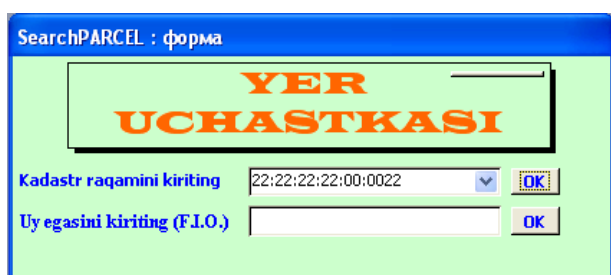 SearchPARCEL : форма
YER
UCHASTKASI
Kadastr raqamini kiriting 22:22:22:22:00:0022 OK
Uy egasini kiriting (F.I.O.) OK